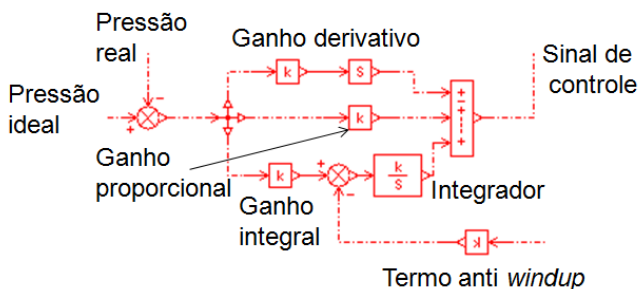 Pressão
real
Ganho derivativo
Sinal de
controle
k
s
Pressão
ideal
k
Ganho
proporcional
k
k
s
Integrador
Ganho
integral
k
Termo anti windup